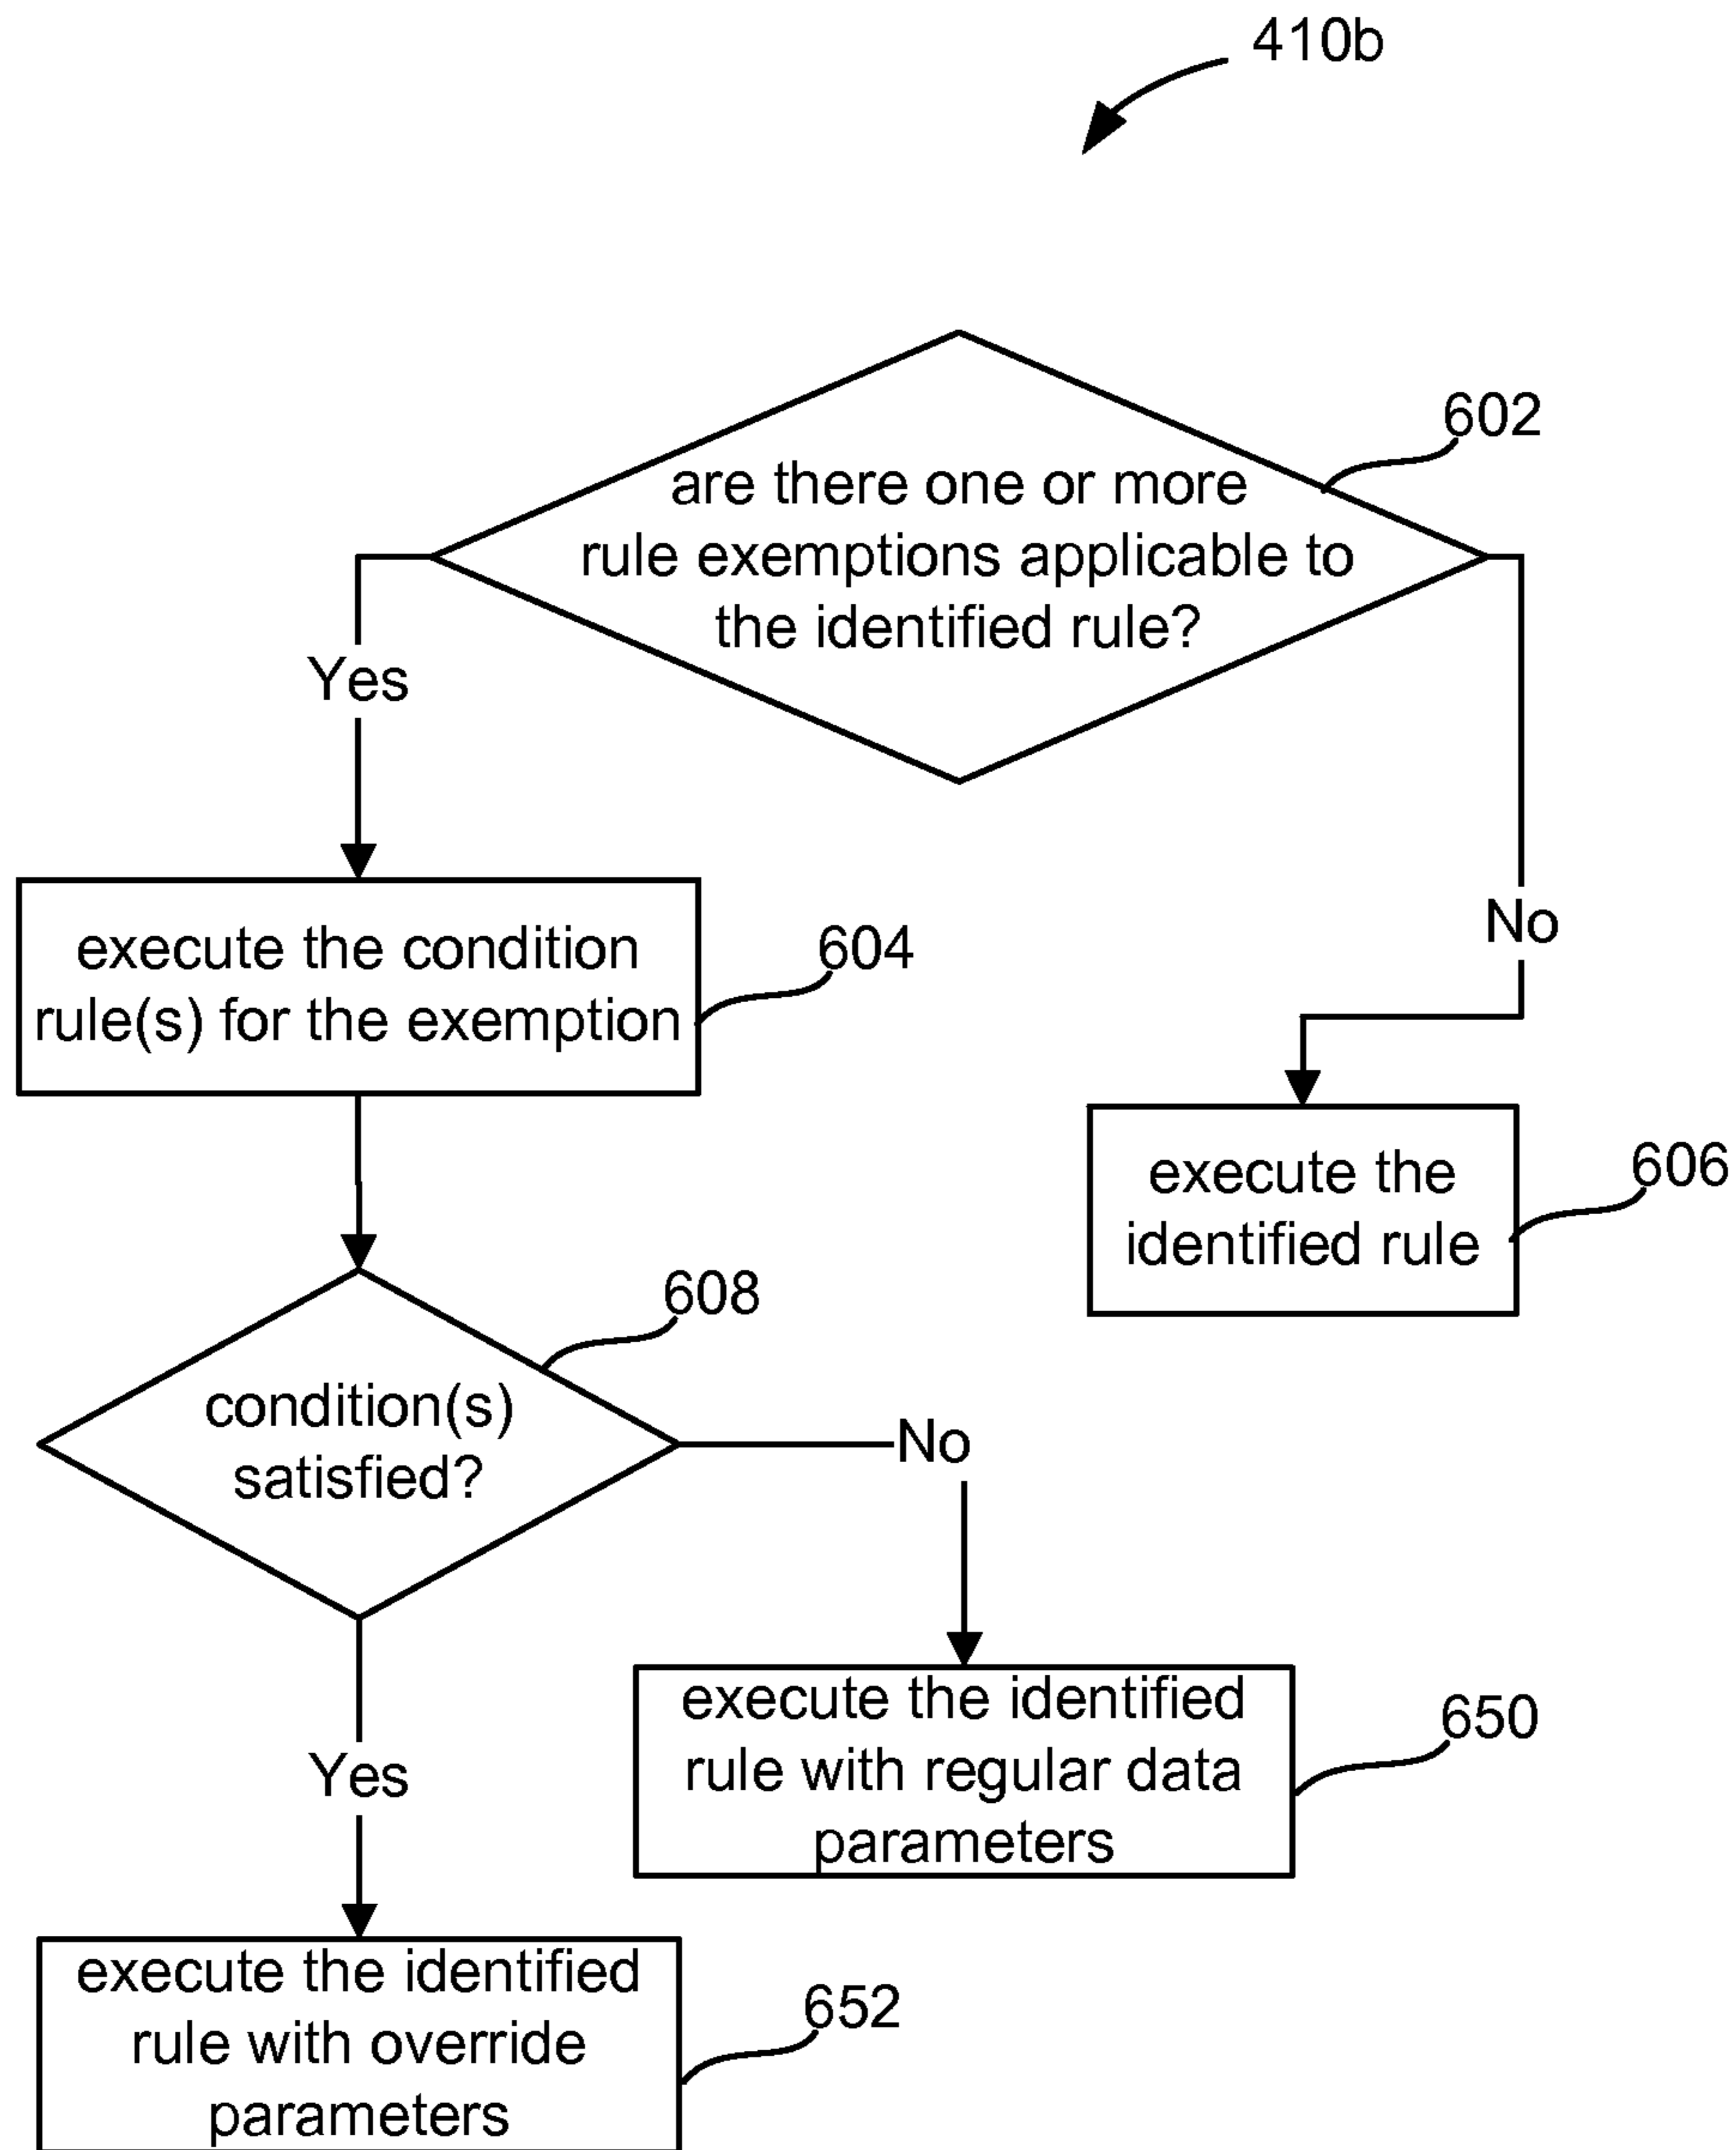 410b
602
are there one or more
rule exemptions applicable to
the identified rule?
Yes
No
execute the condition
rule(s) for the exemption
604
execute the
identified rule
606
608
condition(s)
satisfied?
No
Yes
execute the identified
rule with regular data
parameters
650
execute the identified
rule with override
parameters
652